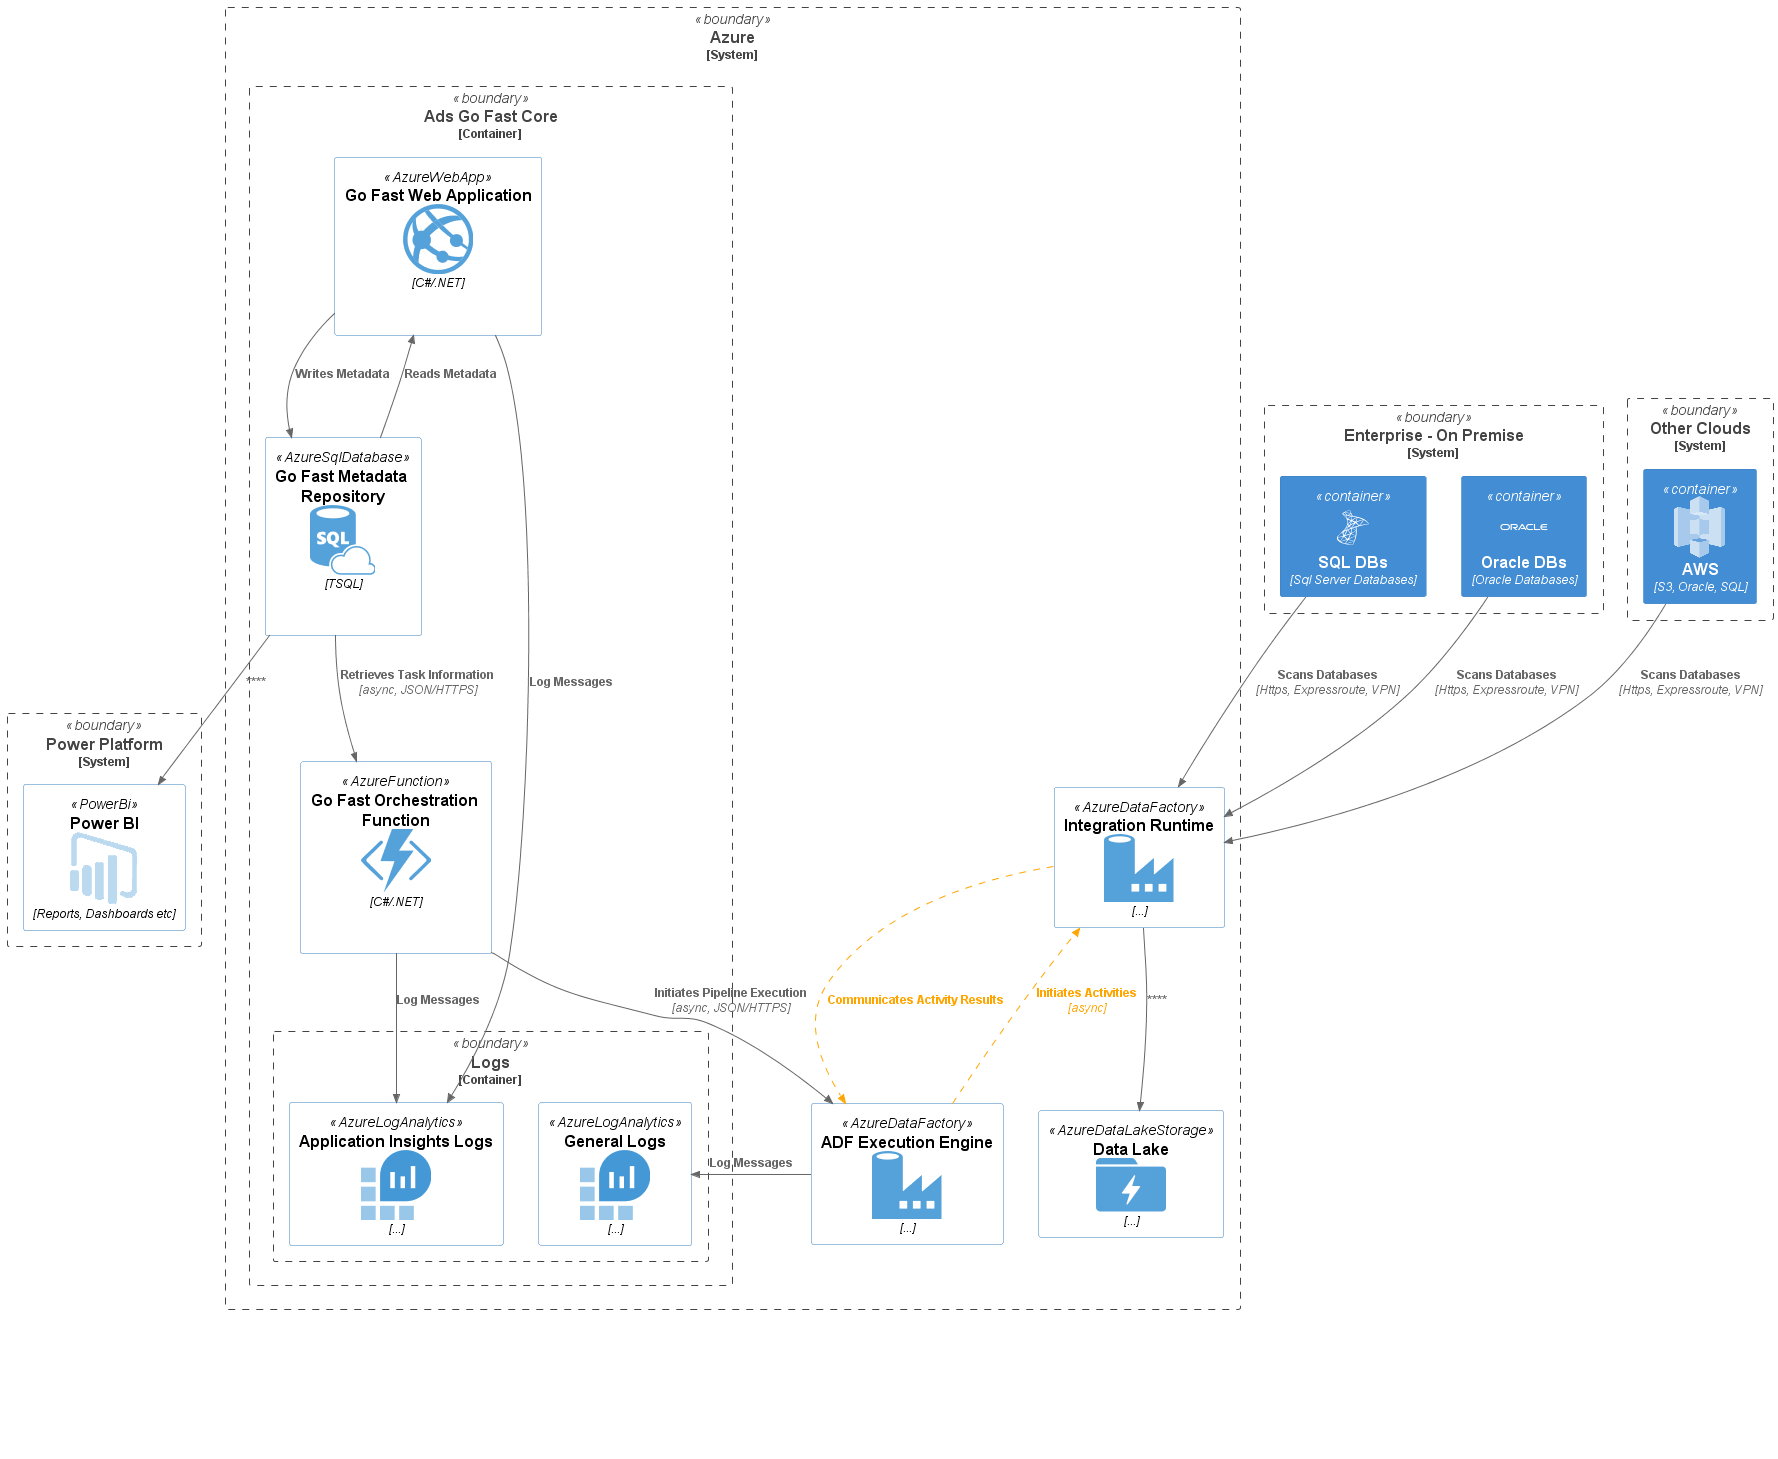 «boundary»
Azure
[System]
«boundary»
Ads Go Fast Core
[Container]
«AzureWebApp»
Go Fast Web Application
[C#/.NET]
Writes Metadata
Reads Metadata
«AzureSqlDatabase»
Go Fast Metadata
Repository
SQL
[TSQL]
«boundary»
Enterprise - On Premise
[System]
«container»
SQL DBs
[Sql Server Databases]
«container»
ORACLE
Oracle DBs
[Oracle Databases]
«boundary»
Other Clouds
[System]
«container»
AWS
[S3, Oracle, SQL]
****
Retrieves Task Information
[async, JSON/HTTPS]
Log Messages
Scans Databases
[Https, Expressroute, VPN]
Scans Databases
[Https, Expressroute, VPN]
Scans Databases
[Https, Expressroute, VPN]
«boundary»
Power Platform
[System]
«PowerBi»
Power BI
[Reports, Dashboards etc]
«AzureFunction»
Go Fast Orchestration
Function
[C#/.NET]
«AzureDataFactory»
Integration Runtime
[...]
Log Messages
Initiates Pipeline Execution
[async, JSON/HTTPS]
Communicates Activity Results
Initiates Activities
[async]
****
«boundary»
Logs
[Container]
«AzureLogAnalytics»
Application Insights Logs
[...]
«AzureLogAnalytics»
General Logs
[...]
Log Messages
«AzureDataFactory»
ADF Execution Engine
[...]
«AzureDataLakeStorage»
Data Lake
[...]